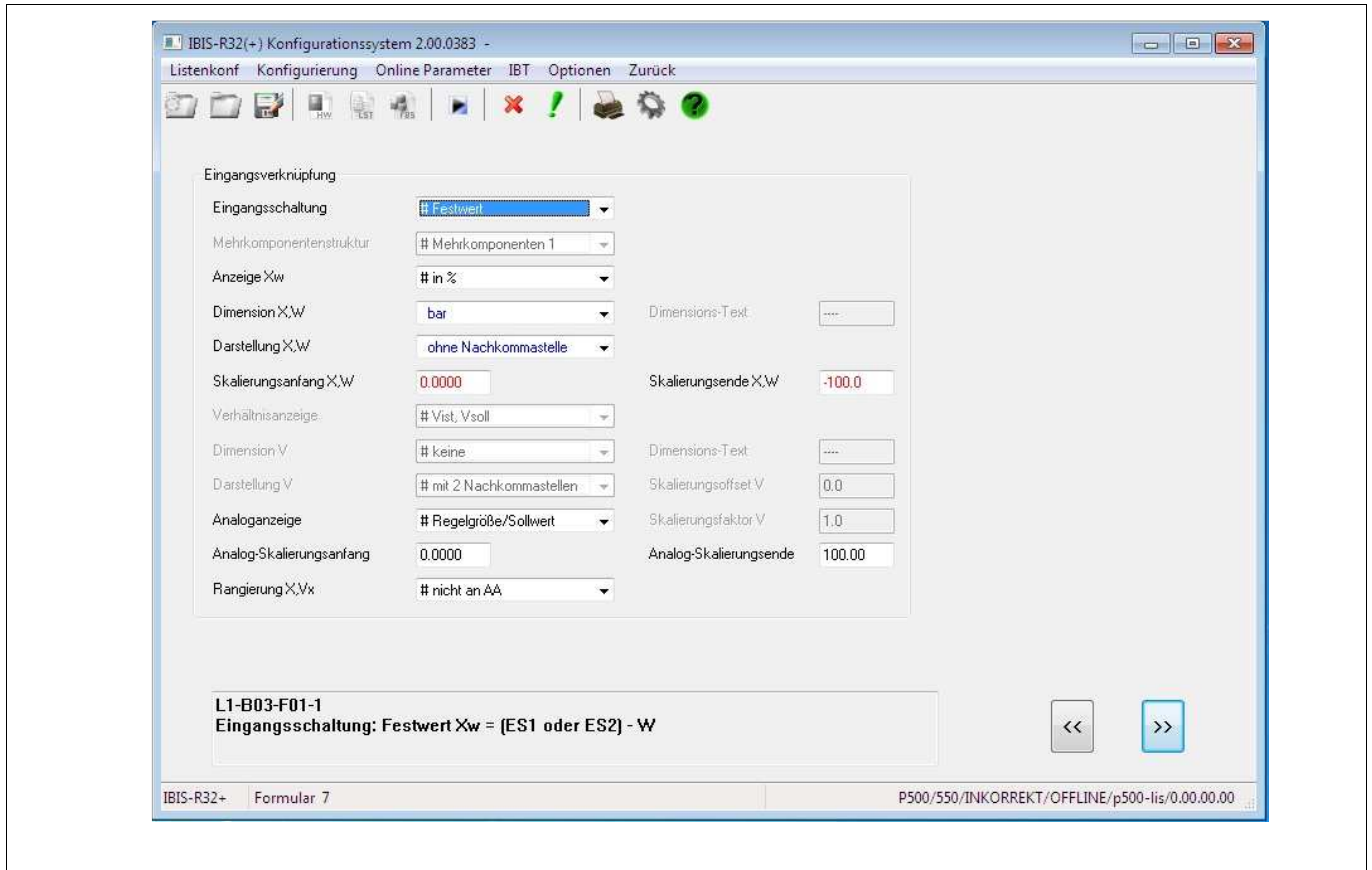 IBIS-R32(+) Konfigurationssystem 2.00.0383 -
Listenkonf Konfigurierung Online Parameter IBT Optionen Zurück
HW LST FBS
Eingangsverknüpfung
Eingangsschaltung # Festwert
Mehrkomponentenstruktur # Mehrkomponenten 1
Anzeige Xw # in %
Dimension X,W bar Dimensions-Text ----
Darstellung X,W ohne Nachkommastelle
Skalierungsanfang X,W 0.0000 Skalierungsende X,W -100.0
Verhältnisanzeige # Vist, Vsoll
Dimension V # keine Dimensions-Text ----
Darstellung V # mit 2 Nachkommastellen Skalierungsoffset V 0.0
Analoganzeige # Regelgröße/Sollwert Skalierungsfaktor V 1.0
Analog-Skalierungsanfang 0.0000 Analog-Skalierungsende 100.00
Rangierung X,Vx # nicht an AA
L1-B03-F01-1
Eingangsschaltung: Festwert Xw = (ES1 oder ES2) - W
<< >>
IBIS-R32+ Formular 7 P500/550/INKORREKT/OFFLINE/p500-lis/0.00.00.00